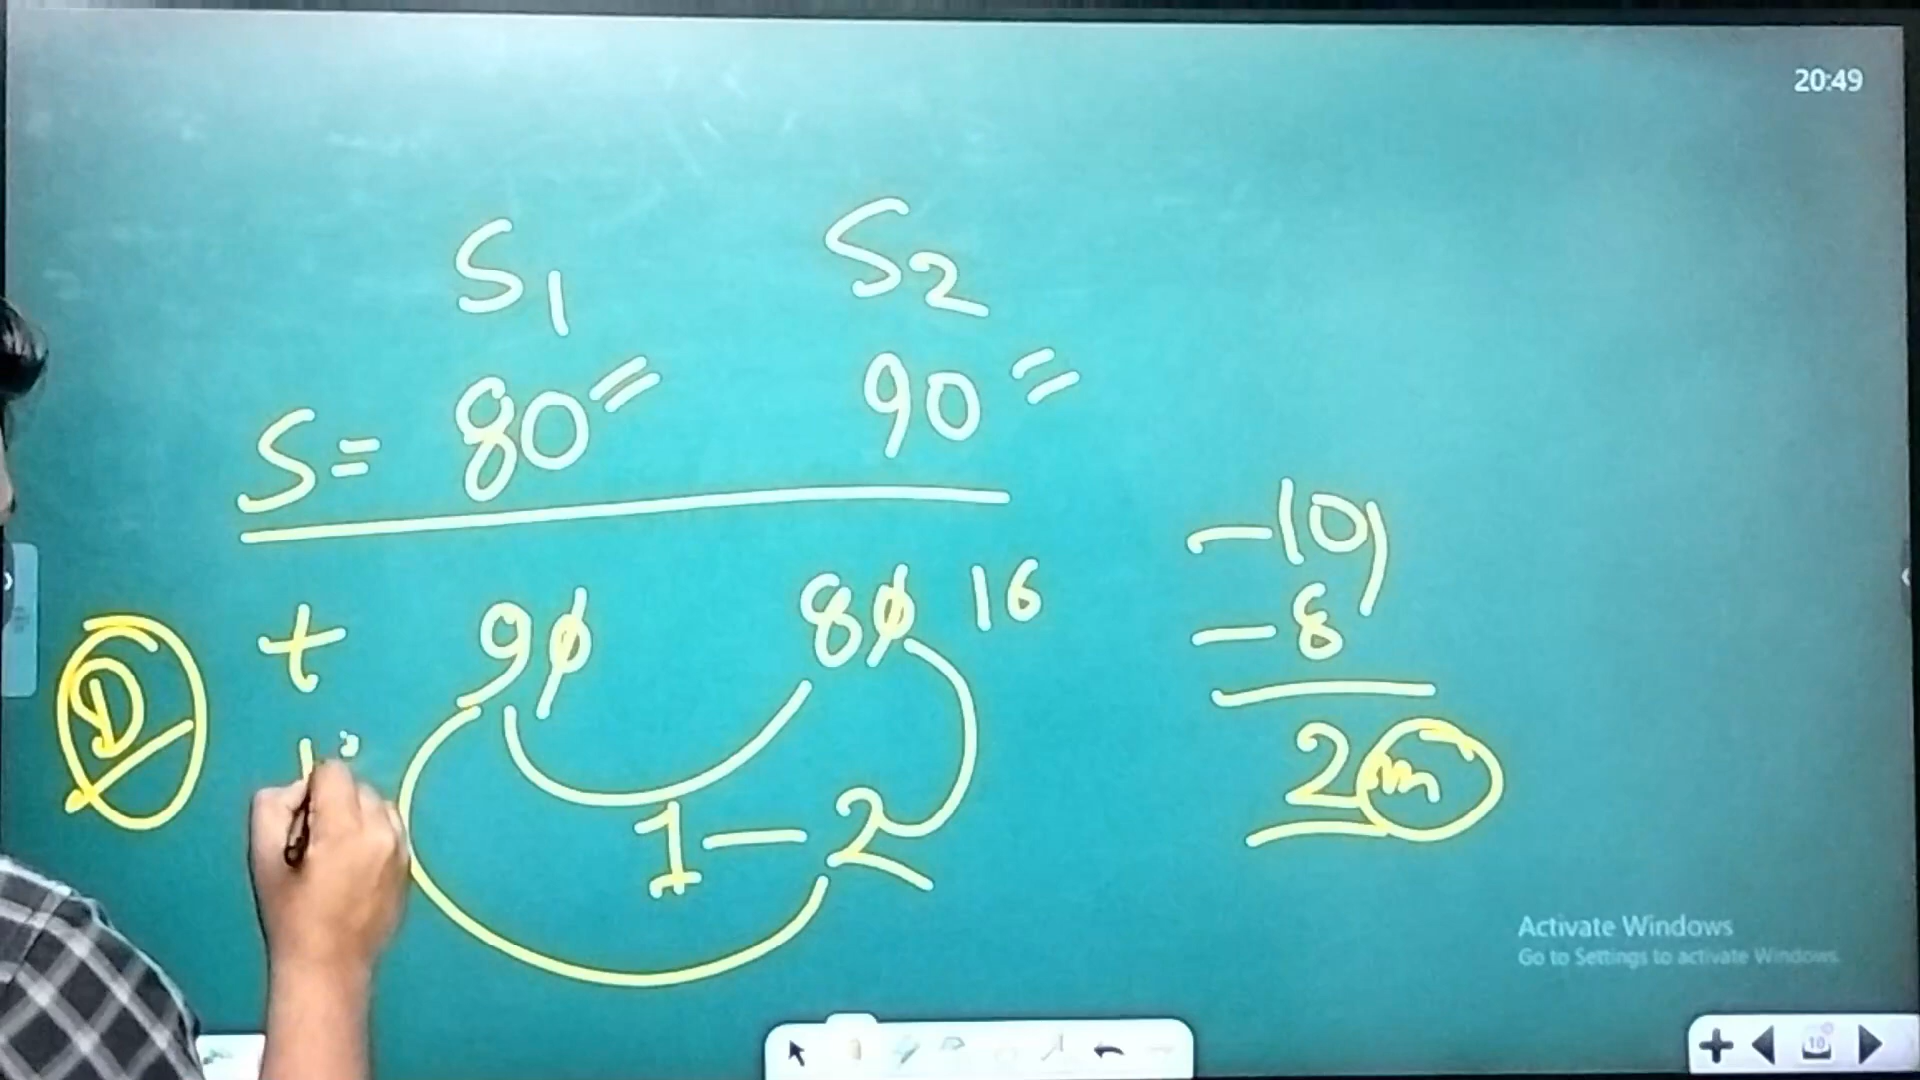 20:49
S1 S2
S= 80 = 90 =
-10)
t 90 80 16
- 8
D
2m
1-2
Activate Windows
Go to Settings to activate Windows.
10